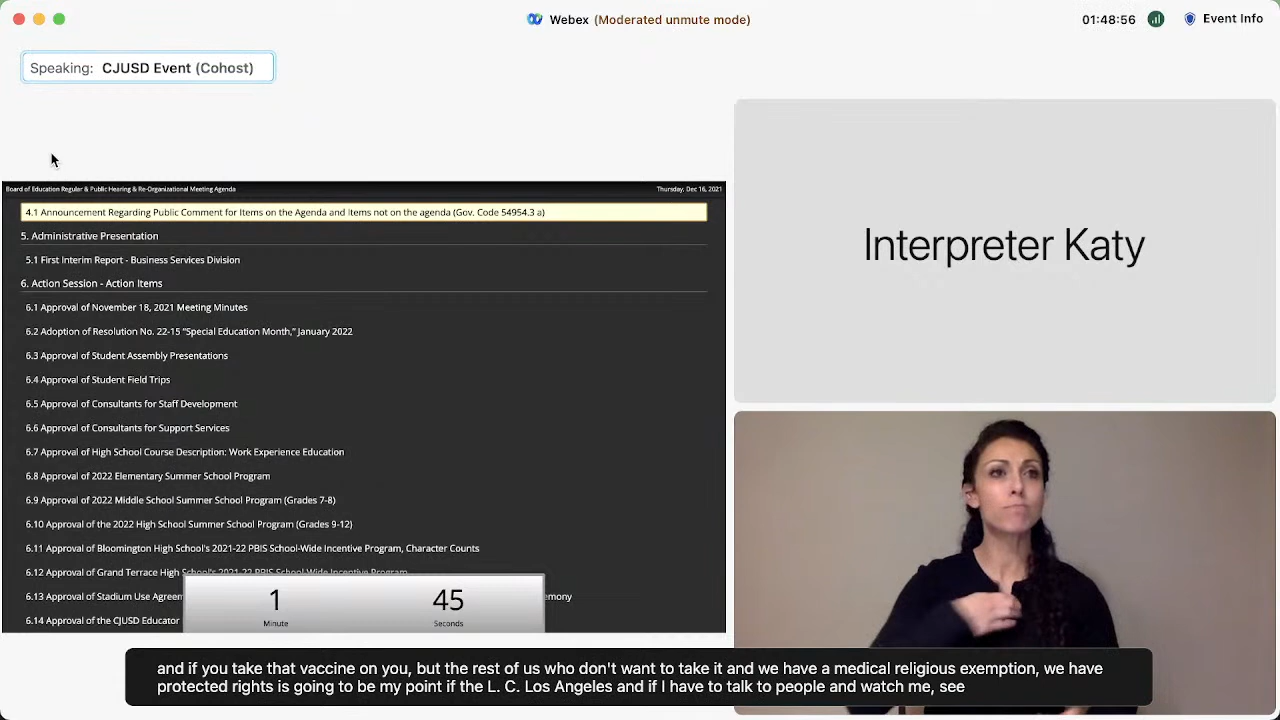 Webex (Moderated unmute mode)
01:48:56
Event Info
Speaking: CJUSD Event (Cohost)
Board of Education Regular & Public Hearing & Re-Organizational Meeting Agenda
Thursday, Dec 16, 2021
4.1 Announcement Regarding Public Comment for Items on the Agenda and Items not on the agenda (Gov. Code 54954.3 a)
5. Administrative Presentation
5.1 First Interim Report - Business Services Division
6. Action Session - Action Items
6.1 Approval of November 18, 2021 Meeting Minutes
6.2 Adoption of Resolution No. 22-15 "Special Education Month," January 2022
6.3 Approval of Student Assembly Presentations
6.4 Approval of Student Field Trips
6.5 Approval of Consultants for Staff Development
6.6 Approval of Consultants for Support Services
6.7 Approval of High School Course Description: Work Experience Education
6.8 Approval of 2022 Elementary Summer School Program
6.9 Approval of 2022 Middle School Summer School Program (Grades 7-8)
6.10 Approval of the 2022 High School Summer School Program (Grades 9-12)
6.11 Approval of Bloomington High School's 2021-22 PBIS School-Wide Incentive Program, Character Counts
6.12 Approval of Grand Terrace High School's 2021-22 PBIS School-Wide Incentive Program
6.13 Approval of Stadium Use Agreem
emony
6.14 Approval of the CJUSD Educator
1 45
Minute Seconds
Interpreter Katy
and if you take that vaccine on you, but the rest of us who don't want to take it and we have a medical religious exemption, we have
protected rights is going to be my point if the L. C. Los Angeles and if I have to talk to people and watch me, see